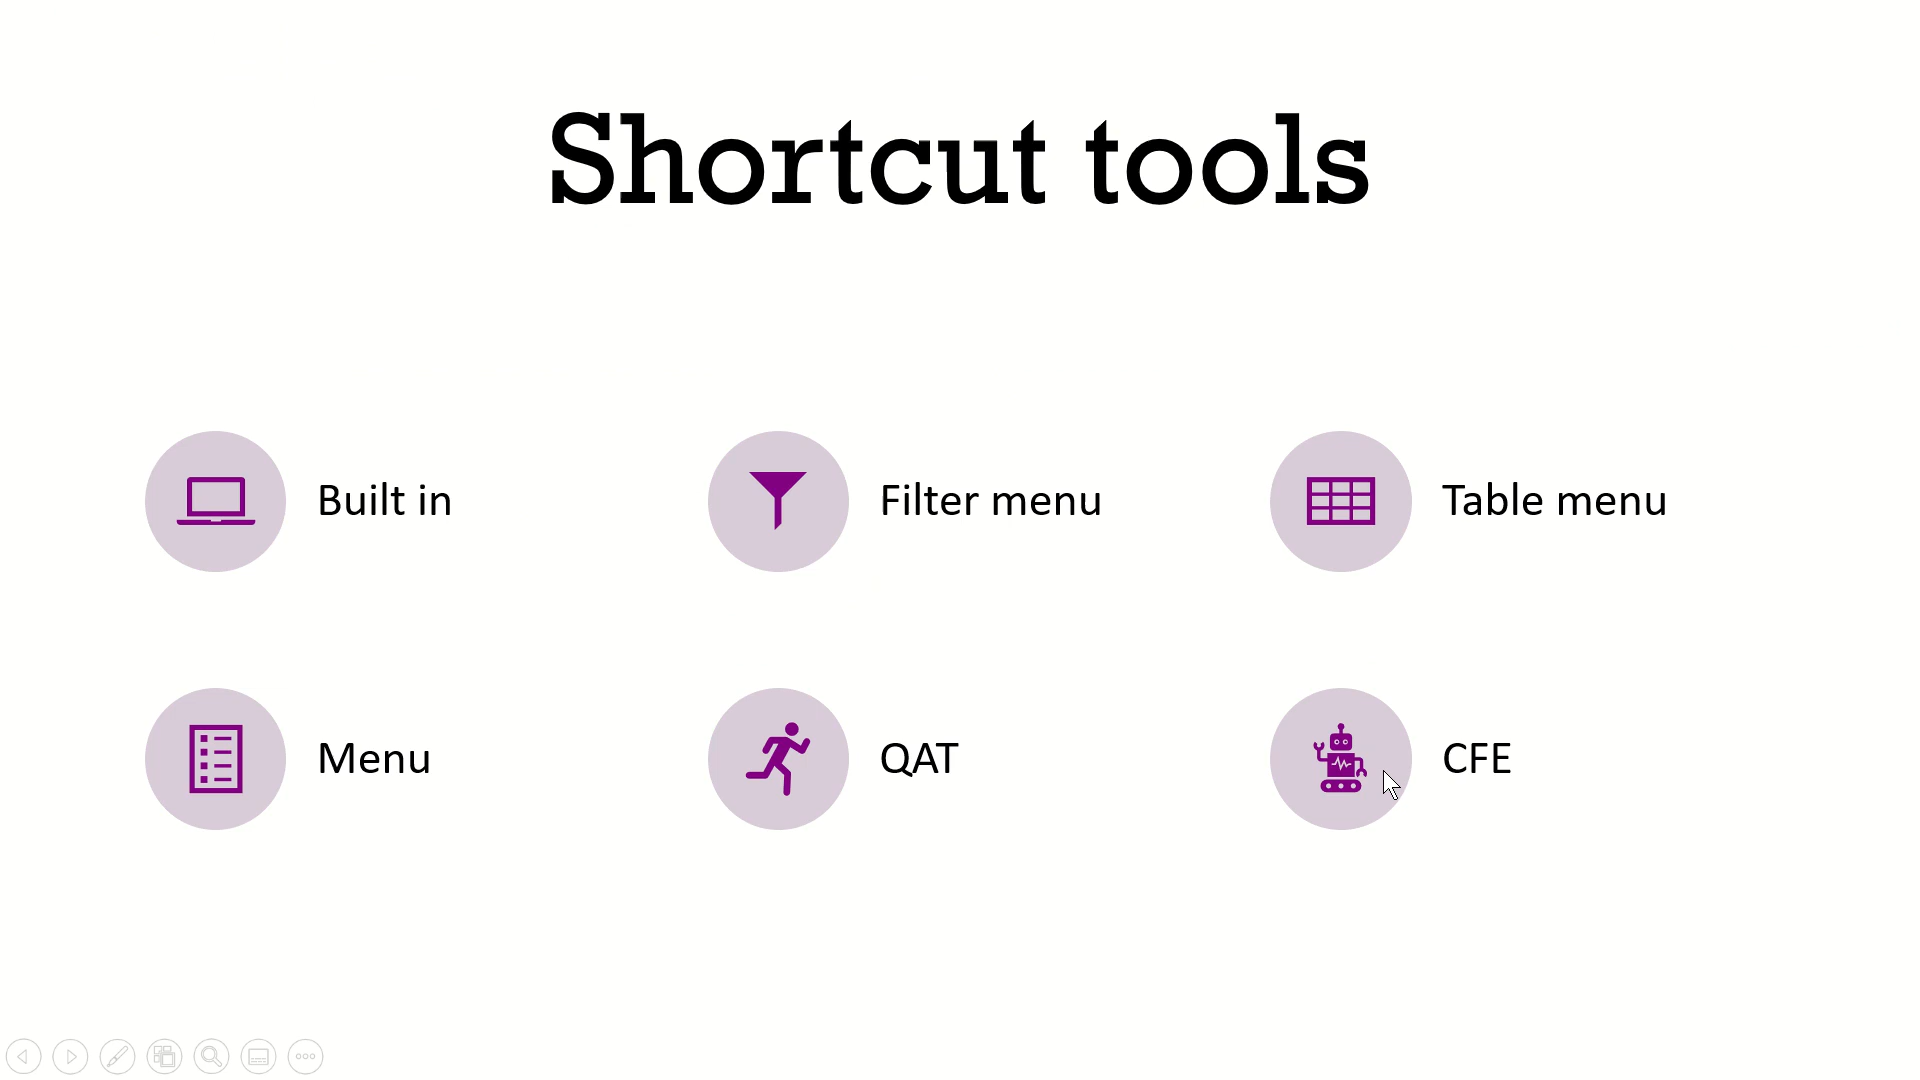 Shortcut tools
Built in
Filter menu
Table menu
Menu
QAT
CFE